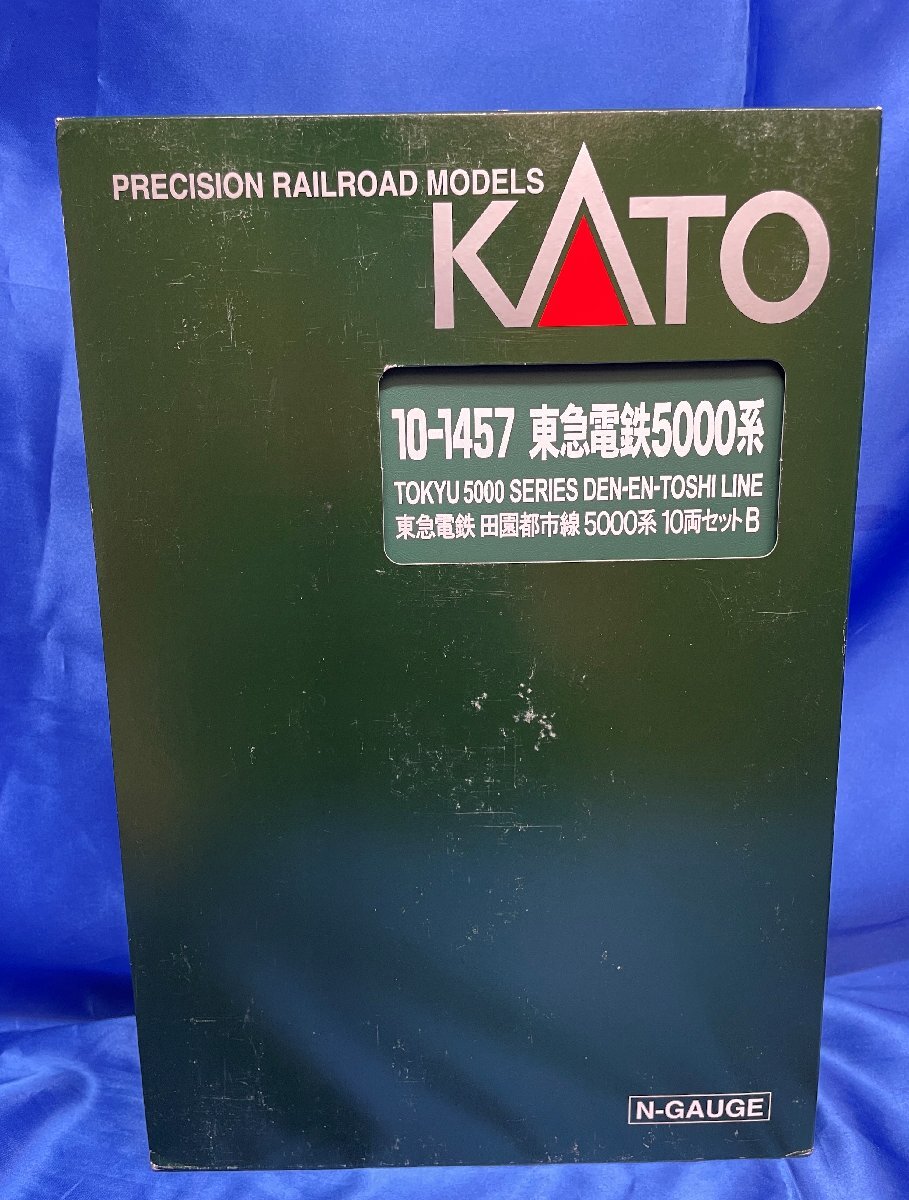 PRECISION RAILROAD MODELS
KATO
10-1457 東急電鉄5000系
TOKYU 5000 SERIES DEN-EN-TOSHI LINE
東急電鉄 田園都市線 5000系 10両セットB
N-GAUGE